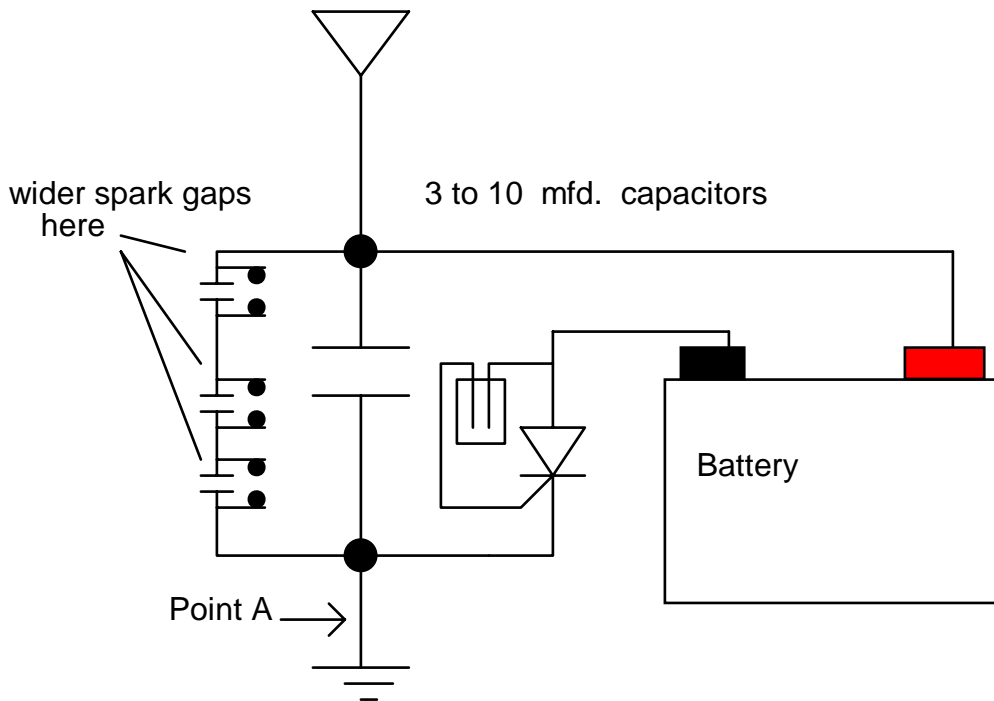 wider spark gaps
here
3 to 10 mfd. capacitors
Battery
Point A